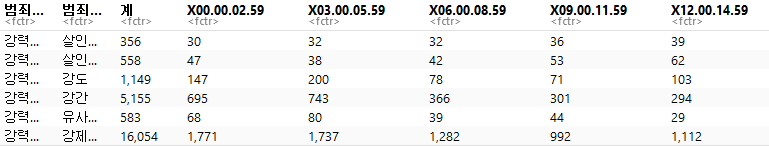 범죄... 범죄... 계 X00.00.02.59 X03.00.05.59 X06.00.08.59 X09.00.11.59 X12.00.14.59
<fctr> <fctr> <fctr> <fctr> <fctr> <fctr> <fctr> <fctr>
강력... 살인... 356 30 32 32 36 39
강력... 살인... 558 47 38 42 53 62
강력... 강도 1,149 147 200 78 71 103
강력... 강간 5,155 695 743 366 301 294
강력... 유사... 583 68 80 39 44 29
강력... 강제... 16,054 1,771 1,737 1,282 992 1,112